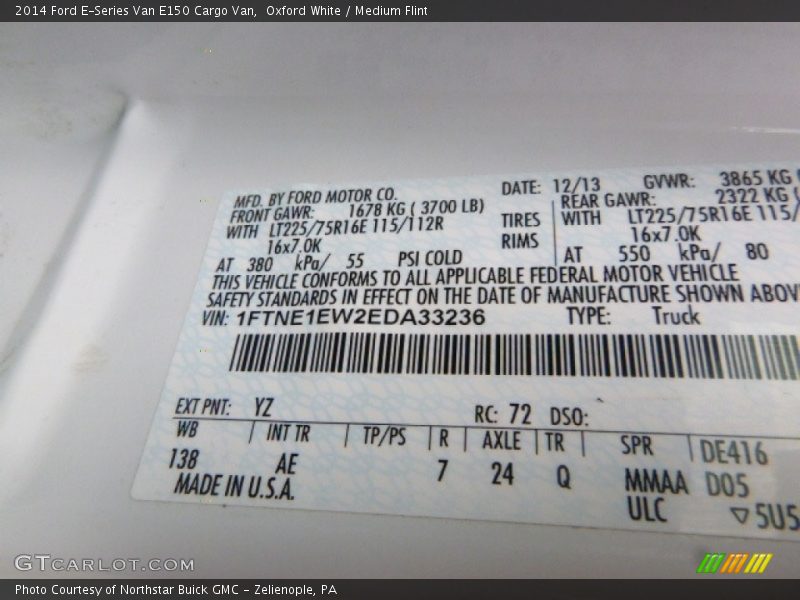 2014 Ford E-Series Van E150 Cargo Van,  Oxford White / Medium Flint
MFD. BY FORD MOTOR CO. DATE: 12/13 GVWR: 3865 KG (
FRONT GAWR: 1678 KG ( 3700 LB) REAR GAWR: 2322 KG (
WITH LT225/75R16E 115/112R TIRES WITH LT225/75R16E 115/
16x7.0K RIMS 16x7.0K
AT 380 kPa/ 55 PSI COLD AT 550 kPa/ 80
THIS VEHICLE CONFORMS TO ALL APPLICABLE FEDERAL MOTOR VEHICLE
SAFETY STANDARDS IN EFFECT ON THE DATE OF MANUFACTURE SHOWN ABOV
VIN: 1FTNE1EW2EDA33236 TYPE: Truck
EXT PNT: YZ RC: 72 DSO:
WB INT TR TP/PS R AXLE TR SPR DE416
138 AE 7 24 Q MMAA D05
MADE IN U.S.A. ULC ▽5U5
GTCARLOT.COM
Photo Courtesy of Northstar Buick GMC - Zelienople, PA